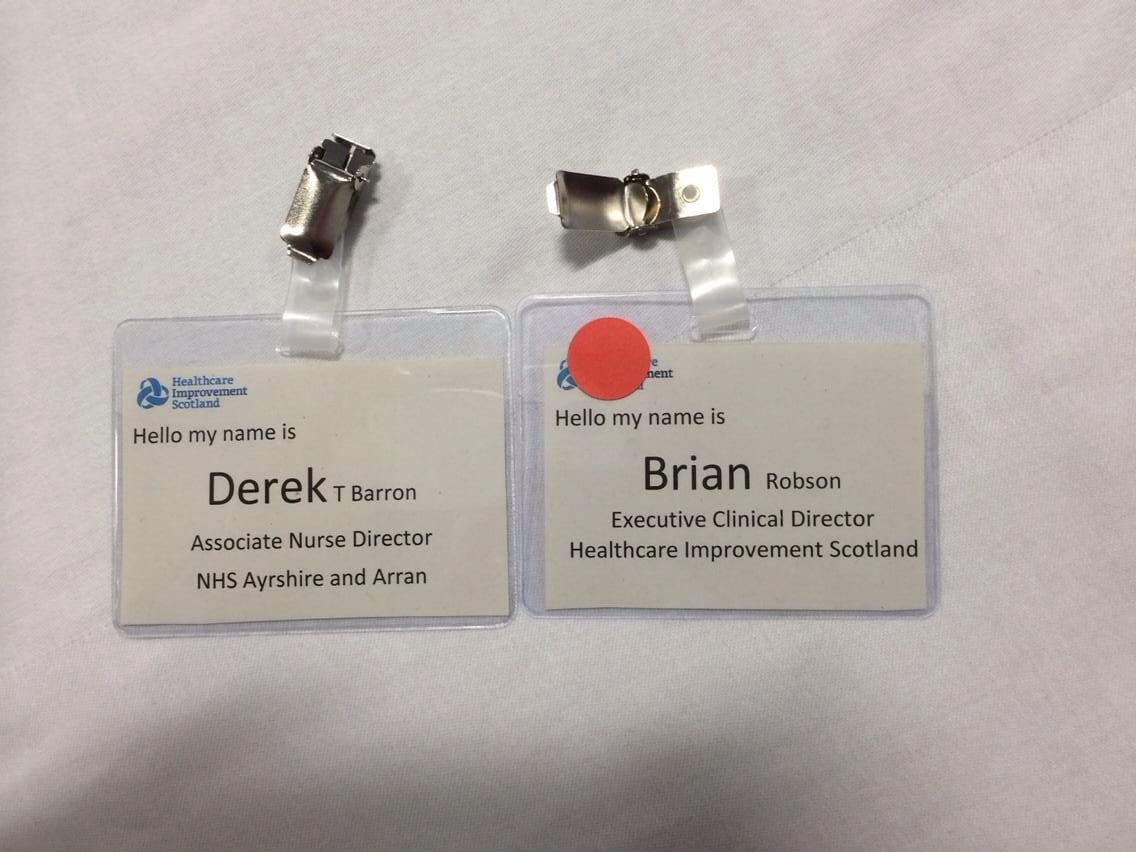 Healthcare
Improvement
Scotland
Hello my name is
Derek T Barron
Associate Nurse Director
NHS Ayrshire and Arran
Hello my name is
Brian Robson
Executive Clinical Director
Healthcare Improvement Scotland